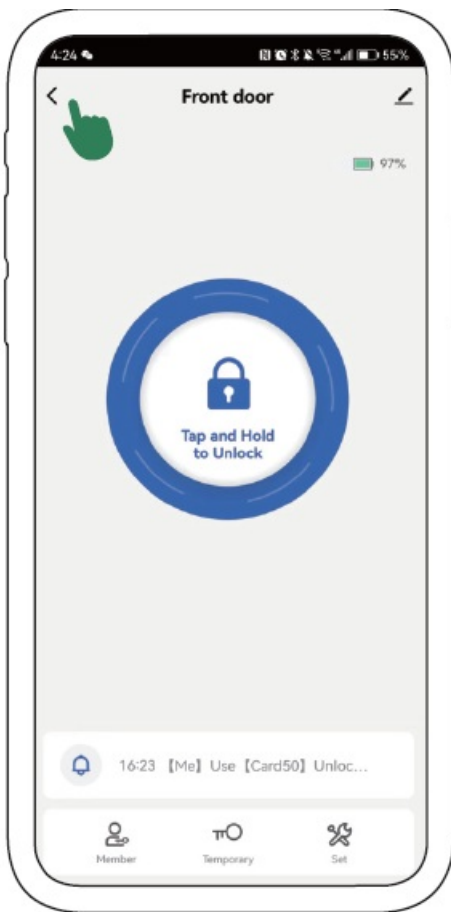 4:24 55%
Front door
97%
Tap and Hold
to Unlock
16:23 【Me】 Use 【Card50】 Unloc...
Member Temporary Set